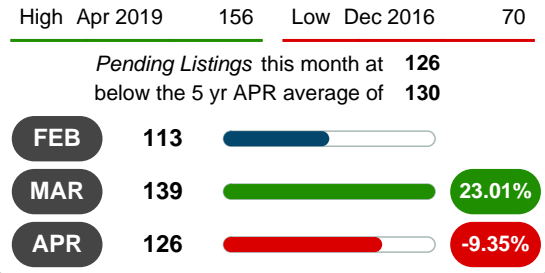 High Apr 2019 156 Low Dec 2016 70
Pending Listings this month at 126
below the 5 yr APR average of 130
FEB 113
MAR 139 23.01%
APR 126 -9.35%